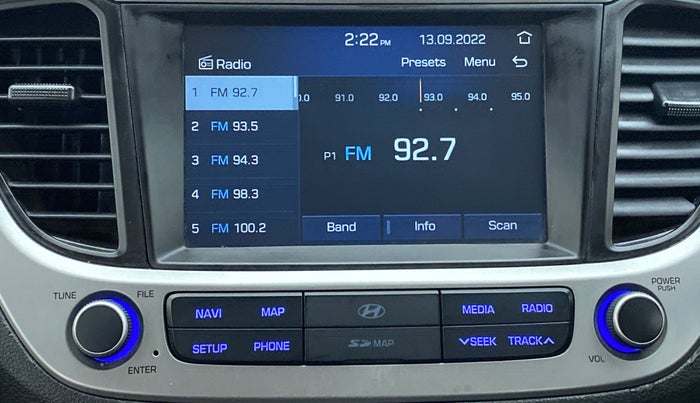 2:22 PM 13.09.2022
Radio Presets Menu
1 FM 92.7
2 FM 93.5
3 FM 94.3
4 FM 98.3
5 FM 100.2
91.0 92.0 93.0 94.0 95.0
P1 FM 92.7
Band Info Scan
TUNE FILE
ENTER
NAVI MAP
SETUP PHONE
SD MAP
MEDIA RADIO
SEEK TRACK
POWER
PUSH
VOL